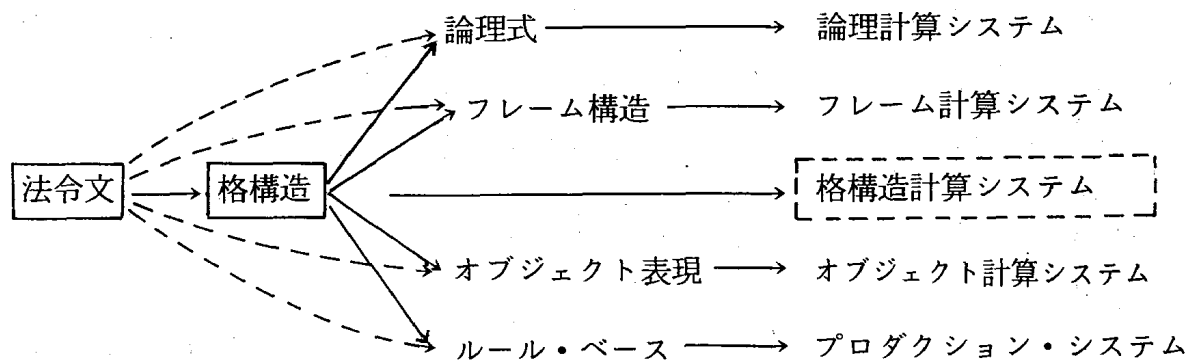 論理式 論理計算システム
フレーム構造 フレーム計算システム
法令文 格構造 格構造計算システム
オブジェクト表現 オブジェクト計算システム
ルール・ベース プロダクション・システム